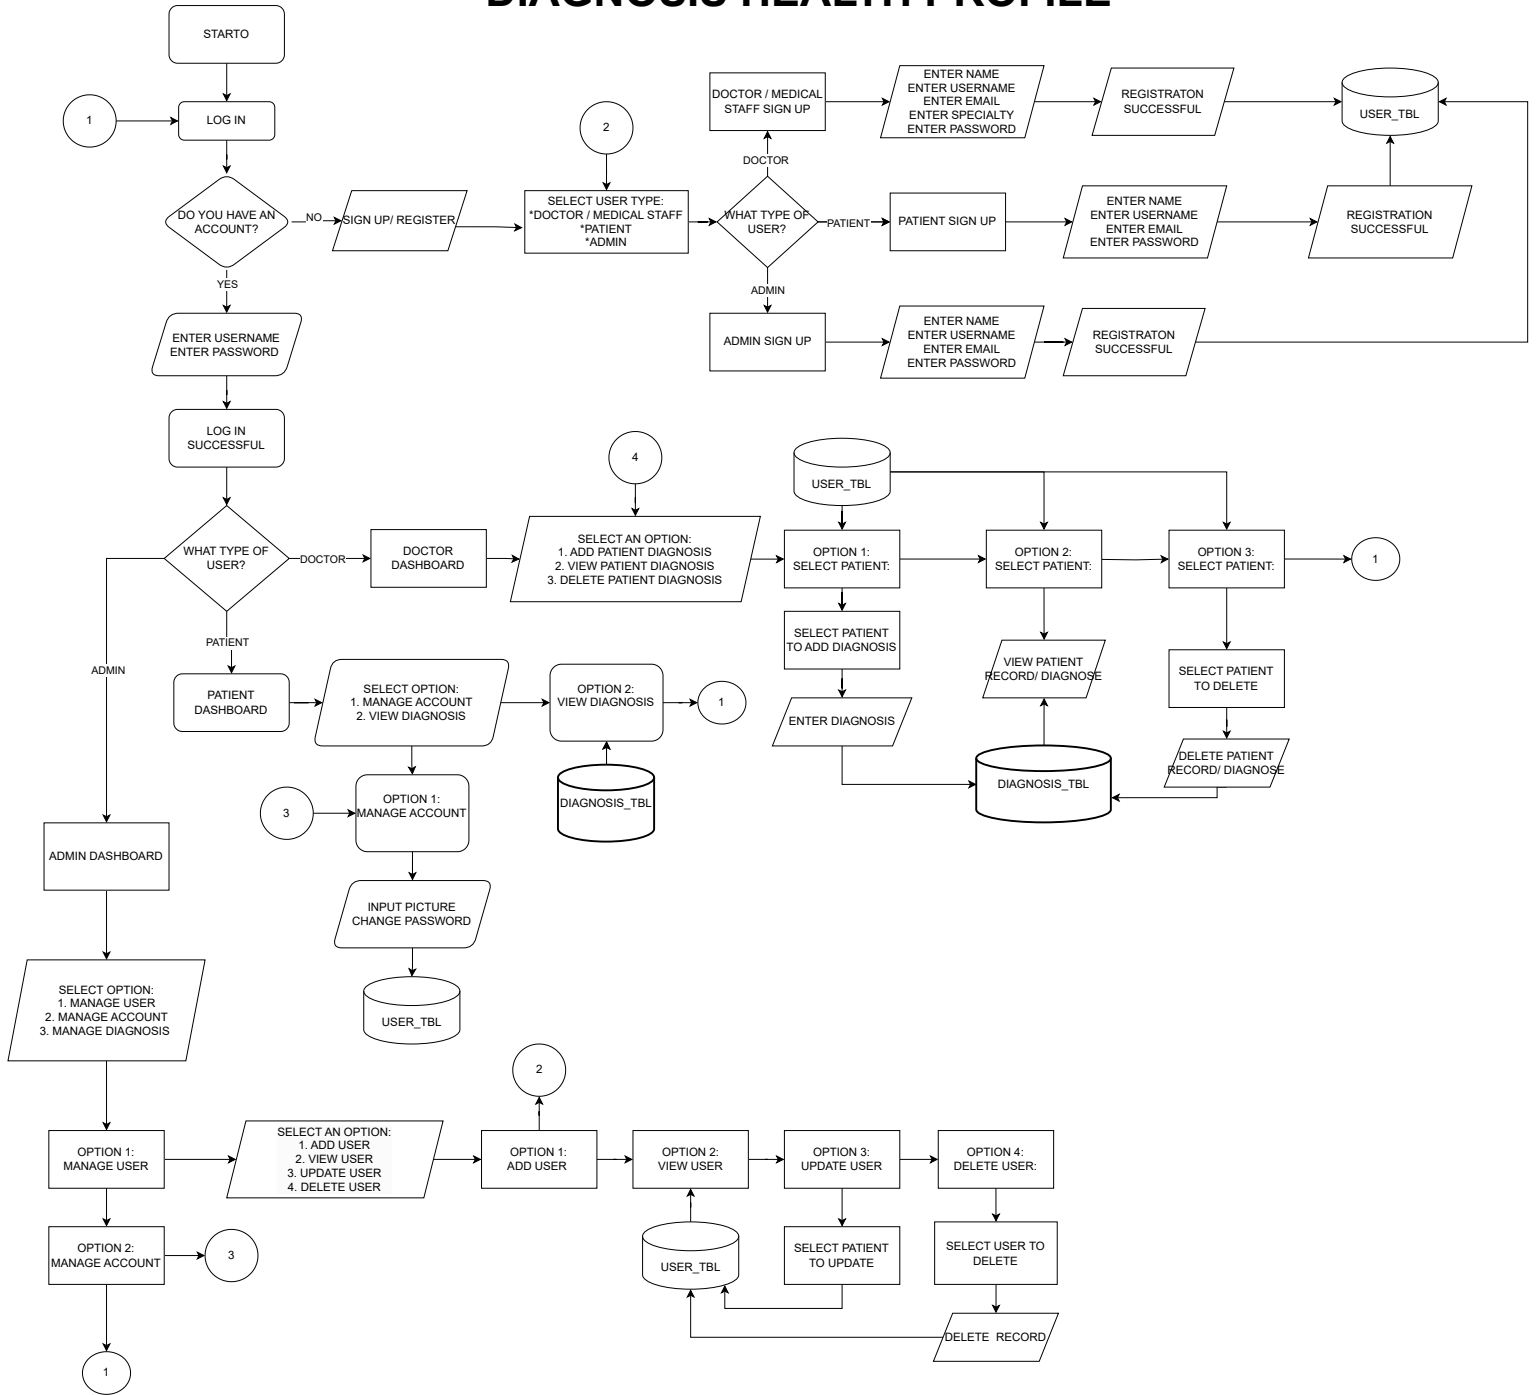 DIAGNOSIS HEALTH PROFILE
STARTO
1
LOG IN
DO YOU HAVE AN
ACCOUNT?
NO
SIGN UP/ REGISTER
2
SELECT USER TYPE:
*DOCTOR / MEDICAL STAFF
*PATIENT
*ADMIN
WHAT TYPE OF
USER?
DOCTOR
DOCTOR / MEDICAL
STAFF SIGN UP
ENTER NAME
ENTER USERNAME
ENTER EMAIL
ENTER SPECIALTY
ENTER PASSWORD
REGISTRATON
SUCCESSFUL
USER_TBL
PATIENT
PATIENT SIGN UP
ENTER NAME
ENTER USERNAME
ENTER EMAIL
ENTER PASSWORD
REGISTRATION
SUCCESSFUL
ADMIN
ADMIN SIGN UP
ENTER NAME
ENTER USERNAME
ENTER EMAIL
ENTER PASSWORD
REGISTRATON
SUCCESSFUL
YES
ENTER USERNAME
ENTER PASSWORD
LOG IN
SUCCESSFUL
WHAT TYPE OF
USER?
DOCTOR
DOCTOR
DASHBOARD
4
SELECT AN OPTION:
1. ADD PATIENT DIAGNOSIS
2. VIEW PATIENT DIAGNOSIS
3. DELETE PATIENT DIAGNOSIS
USER_TBL
OPTION 1:
SELECT PATIENT:
OPTION 2:
SELECT PATIENT:
OPTION 3:
SELECT PATIENT:
1
SELECT PATIENT
TO ADD DIAGNOSIS
ENTER DIAGNOSIS
VIEW PATIENT
RECORD/ DIAGNOSE
SELECT PATIENT
TO DELETE
DELETE PATIENT
RECORD/ DIAGNOSE
DIAGNOSIS_TBL
PATIENT
PATIENT
DASHBOARD
SELECT OPTION:
1. MANAGE ACCOUNT
2. VIEW DIAGNOSIS
OPTION 2:
VIEW DIAGNOSIS
1
DIAGNOSIS_TBL
3
OPTION 1:
MANAGE ACCOUNT
INPUT PICTURE
CHANGE PASSWORD
USER_TBL
ADMIN
ADMIN DASHBOARD
SELECT OPTION:
1. MANAGE USER
2. MANAGE ACCOUNT
3. MANAGE DIAGNOSIS
OPTION 1:
MANAGE USER
SELECT AN OPTION:
1. ADD USER
2. VIEW USER
3. UPDATE USER
4. DELETE USER
2
OPTION 1:
ADD USER
OPTION 2:
VIEW USER
OPTION 3:
UPDATE USER
OPTION 4:
DELETE USER:
OPTION 2:
MANAGE ACCOUNT
3
USER_TBL
SELECT PATIENT
TO UPDATE
SELECT USER TO
DELETE
DELETE  RECORD
1